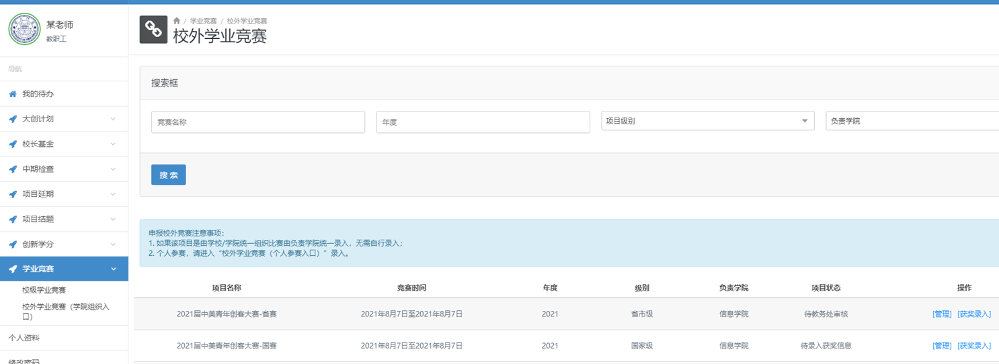 某老师
教职工
导航
我的待办
大创计划
校长基金
中期检查
项目延期
项目结题
创新学分
学业竞赛
校级学业竞赛
校外学业竞赛（学院组织入
口）
个人资料
修改密码
/ 学业竞赛 / 校外学业竞赛
校外学业竞赛
搜索框
竞赛名称 年度 项目级别 负责学院
搜 索
申报校外竞赛注意事项：
1. 如果该项目是由学校/学院统一组织比赛由负责学院统一录入，无需自行录入；
2. 个人参赛，请进入“校外学业竞赛（个人参赛入口）”录入。
项目名称 竞赛时间 年度 级别 负责学院 项目状态 操作
2021届中美青年创客大赛-省赛 2021年8月7日至2021年8月7日 2021 省市级 信息学院 待教务处审核 [管理] [获奖录入]
2021届中美青年创客大赛-国赛 2021年8月7日至2021年8月7日 2021 国家级 信息学院 待录入获奖信息 [管理] [获奖录入]